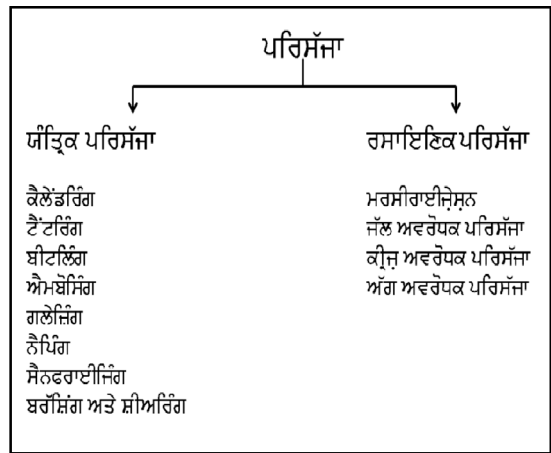 ਪਰਿਸੱਜਾ
ਯੰਤ੍ਰਿਕ ਪਰਿਸੱਜਾ
ਕੈਲੇਂਡਰਿੰਗ
ਟੈਂਟਰਿੰਗ
ਬੀਟਲਿੰਗ
ਐਮਬੋਸਿੰਗ
ਗਲੇਜ਼ਿੰਗ
ਨੈਪਿੰਗ
ਸੈਨਫਰਾਈਜਿੰਗ
ਬਰੱਸ਼ਿੰਗ ਅਤੇ ਸ਼ੀਅਰਿੰਗ
ਰਸਾਇਣਿਕ ਪਰਿਸੱਜਾ
ਮਰਸੀਰਾਈਜ਼ੇਸ਼ਨ
ਜੱਲ ਅਵਰੋਧਕ ਪਰਿਸੱਜਾ
ਕ੍ਰੀਜ਼ ਅਵਰੋਧਕ ਪਰਿਸੱਜਾ
ਅੱਗ ਅਵਰੋਧਕ ਪਰਿਸੱਜਾ